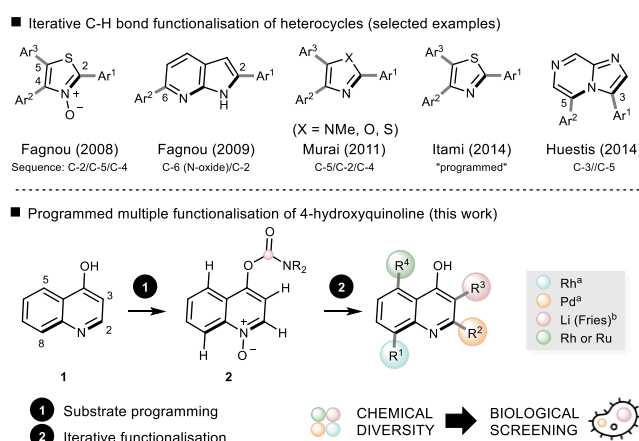 Iterative C-H bond functionalisation of heterocycles (selected examples)
Ar³ S 5 2 Ar¹ 4 N + Ar² O −
2 Ar¹ Ar² 6 N N H
Ar³ X Ar¹ Ar² N
Ar³ S Ar¹ Ar² N
N N N 5 3 Ar² Ar¹
(X = NMe, O, S)
Fagnou (2008) Fagnou (2009) Murai (2011) Itami (2014) Huestis (2014)
Sequence: C-2/C-5/C-4 C-6 (N-oxide)/C-2 C-5/C-2/C-4 "programmed" C-3//C-5
Programmed multiple functionalisation of 4-hydroxyquinoline (this work)
OH 5 3 8 N 2
1
O O NR₂ H H H H N + O −
2
R⁴ OH R³ N R² R¹
Rhᵃ
Pdᵃ
Li (Fries)ᵇ
Rh or Ru
1 2
1 Substrate programming
2 Iterative functionalisation
CHEMICAL DIVERSITY
BIOLOGICAL SCREENING